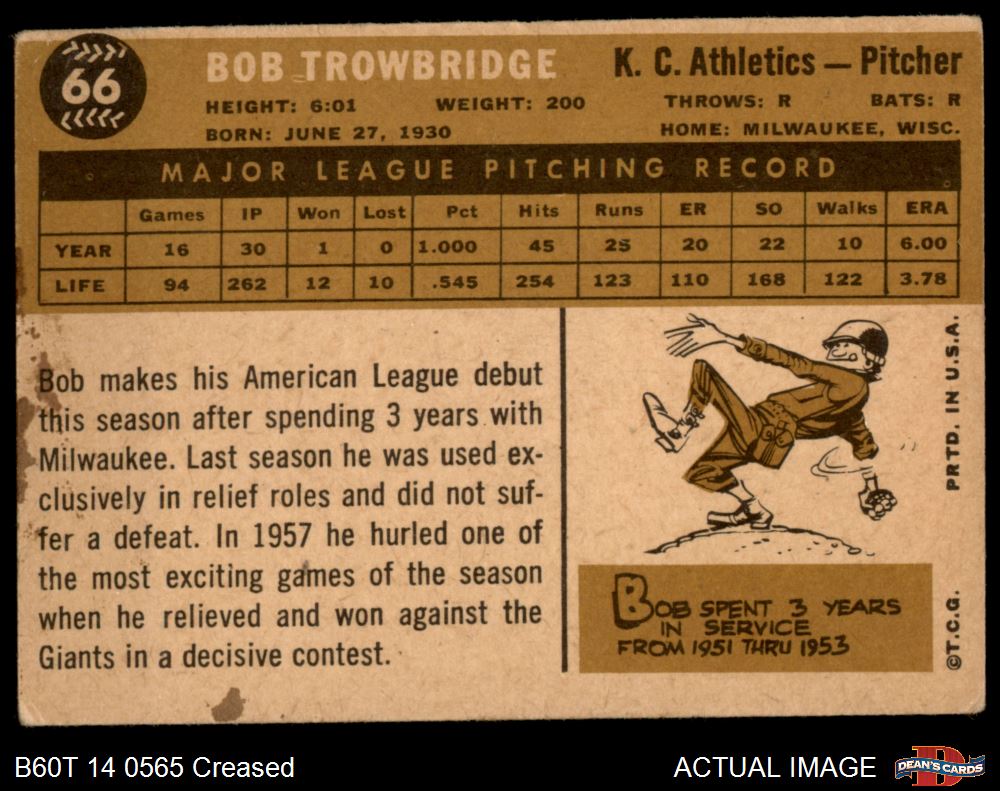 66
BOB TROWBRIDGE
K. C. Athletics — Pitcher
HEIGHT: 6:01 WEIGHT: 200 THROWS: R BATS: R
BORN: JUNE 27, 1930 HOME: MILWAUKEE, WISC.
MAJOR LEAGUE PITCHING RECORD
Games IP Won Lost Pct Hits Runs ER SO Walks ERA
YEAR 16 30 1 0 1.000 45 25 20 22 10 6.00
LIFE 94 262 12 10 .545 254 123 110 168 122 3.78
Bob makes his American League debut
this season after spending 3 years with
Milwaukee. Last season he was used ex-
clusively in relief roles and did not suf-
fer a defeat. In 1957 he hurled one of
the most exciting games of the season
when he relieved and won against the
Giants in a decisive contest.
BOB SPENT 3 YEARS
IN SERVICE
FROM 1951 THRU 1953
PRTD. IN U.S.A.
©T.C.G.
B60T 14 0565 Creased
ACTUAL IMAGE
D
DEAN'S CARDS